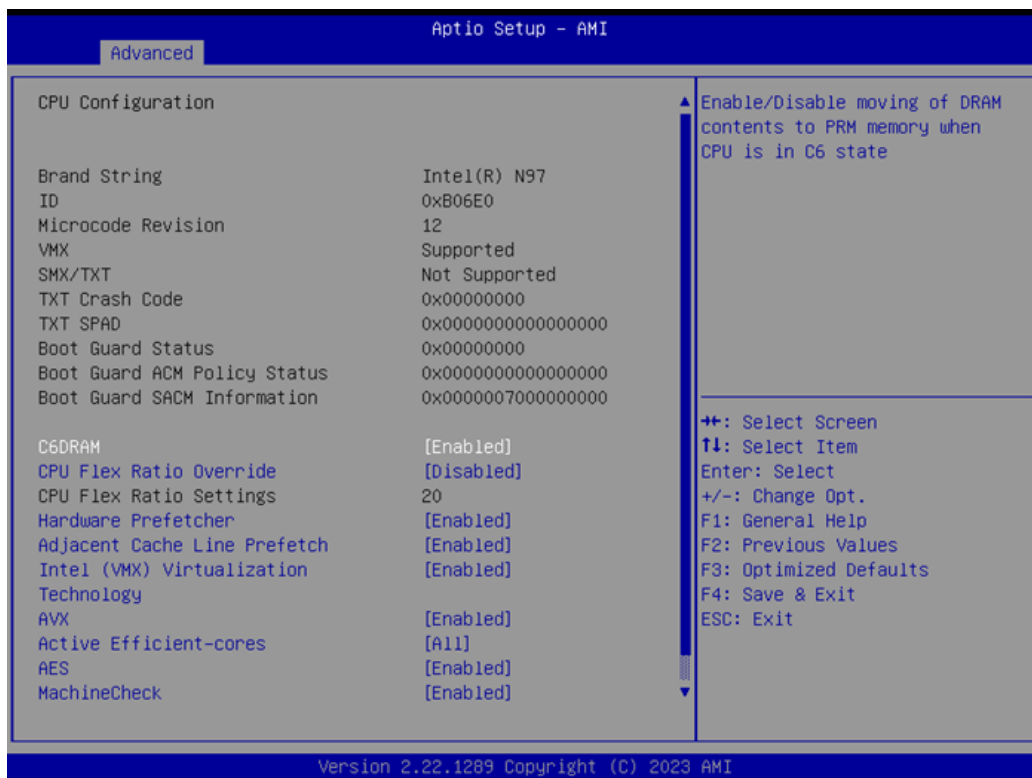 Aptio Setup – AMI
Advanced
CPU Configuration
Brand String Intel(R) N97
ID 0xB06E0
Microcode Revision 12
VMX Supported
SMX/TXT Not Supported
TXT Crash Code 0x00000000
TXT SPAD 0x0000000000000000
Boot Guard Status 0x00000000
Boot Guard ACM Policy Status 0x0000000000000000
Boot Guard SACM Information 0x0000007000000000
C6DRAM [Enabled]
CPU Flex Ratio Override [Disabled]
CPU Flex Ratio Settings 20
Hardware Prefetcher [Enabled]
Adjacent Cache Line Prefetch [Enabled]
Intel (VMX) Virtualization [Enabled]
Technology
AVX [Enabled]
Active Efficient-cores [All]
AES [Enabled]
MachineCheck [Enabled]
Enable/Disable moving of DRAM
contents to PRM memory when
CPU is in C6 state
→←: Select Screen
↑↓: Select Item
Enter: Select
+/-: Change Opt.
F1: General Help
F2: Previous Values
F3: Optimized Defaults
F4: Save & Exit
ESC: Exit
Version 2.22.1289 Copyright (C) 2023 AMI